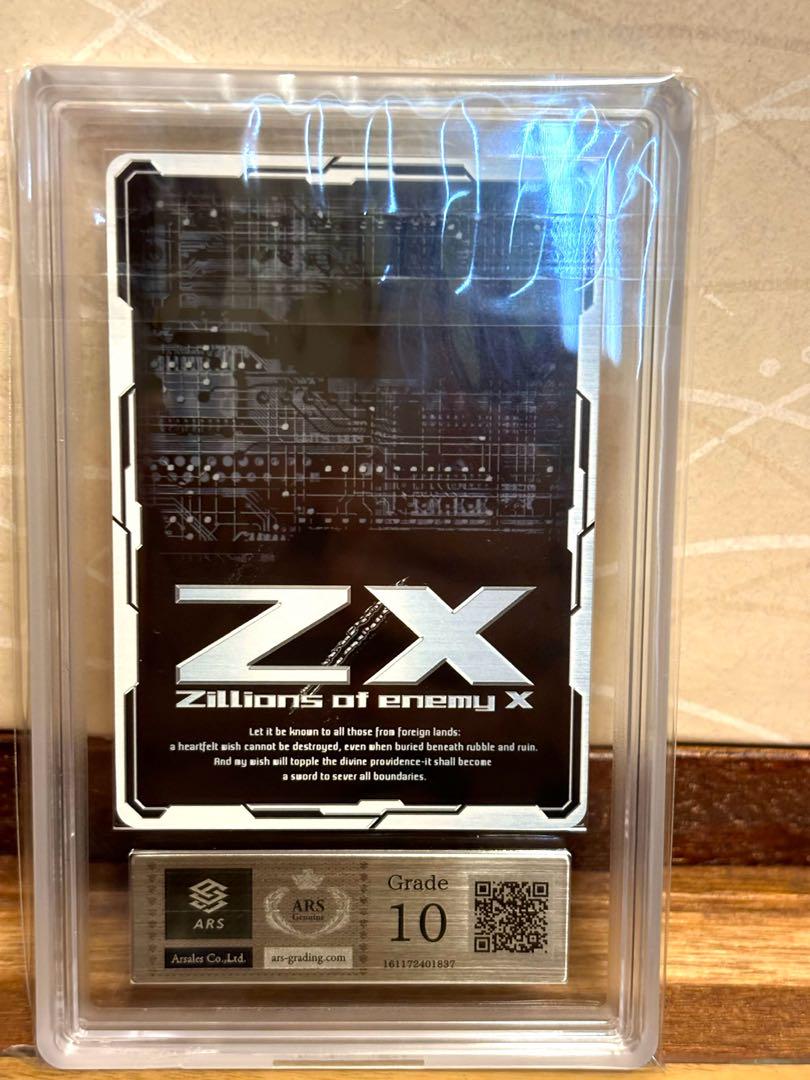 Z/X
Zillions of enemy X
Let it be known to all those from foreign lands:
a heartfelt wish cannot be destroyed, even when buried beneath rubble and ruin.
And my wish will topple the divine providence-it shall become
a sword to sever all boundaries.
ARS
Arsales Co.,Ltd.
ARS
Genuine
ars-grading.com
Grade
10
161172401837